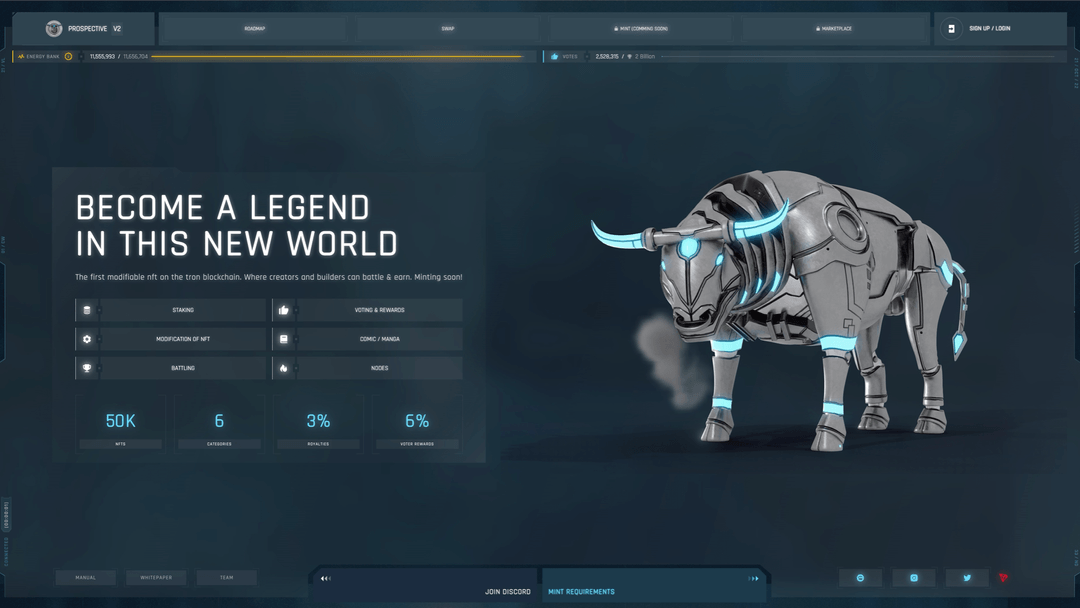 PROSPECTIVE V2
ROADMAP
SWAP
MINT (COMMING SOON)
MARKETPLACE
SIGN UP / LOGIN
ENERGY BANK
11,555,993 / 11,656,704
VOTES
2,528,315 / 2 Billion
BECOME A LEGEND
IN THIS NEW WORLD
The first modifiable nft on the tron blockchain. Where creators and builders can battle & earn. Minting soon!
STAKING
VOTING & REWARDS
MODIFICATION OF NFT
COMIC / MANGA
BATTLING
NODES
50K
NFTS
6
CATEGORIES
3%
ROYALTIES
6%
VOTER REWARDS
MANUAL
WHITEPAPER
TEAM
JOIN DISCORD
MINT REQUIREMENTS